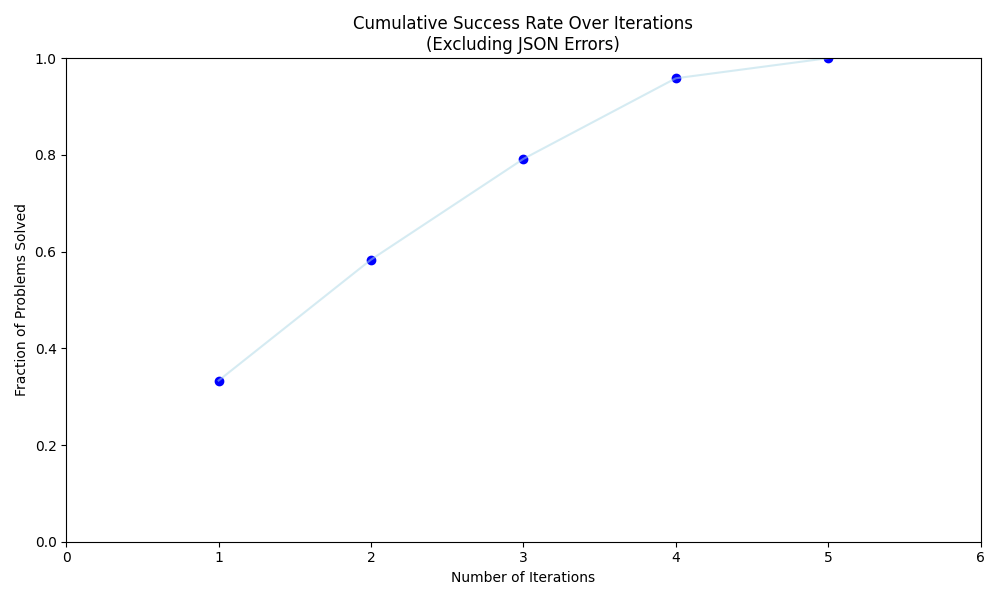 Cumulative Success Rate Over Iterations
(Excluding JSON Errors)
Fraction of Problems Solved
1.0
0.8
0.6
0.4
0.2
0.0
0 1 2 3 4 5 6
Number of Iterations